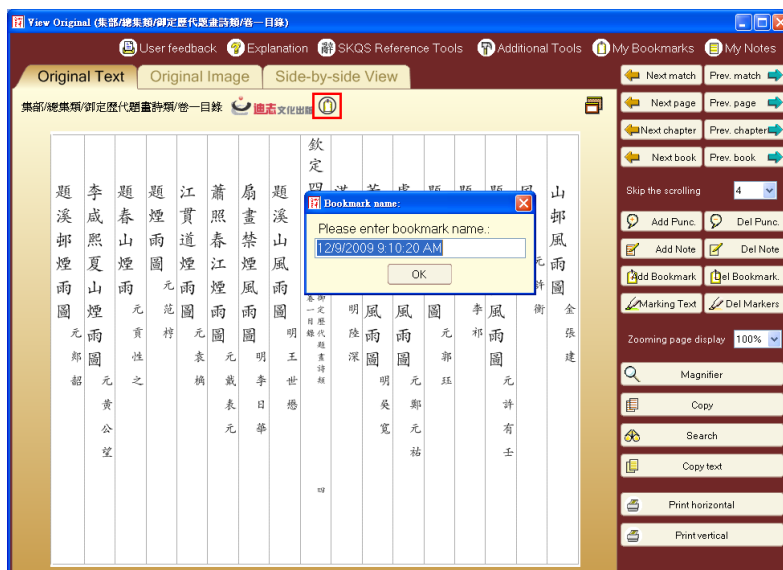 View Original (集部/總集類/御定歷代題畫詩類/卷一目錄)
User feedback
Explanation
SKQS Reference Tools
Additional Tools
My Bookmarks
My Notes
Original Text
Original Image
Side-by-side View
集部/總集類/御定歷代題畫詩類/卷一目錄
迪志文化出版
山邨風雨圖 金張建
風 元許衡
題 雨圖 元許有壬
題 李祁
題 圖 元郭珏
風雨圖 元鄭元祐
風雨圖 明吳寬
明陸深
欽定
御定歷代題畫詩類
卷一目錄
四
題溪山風雨圖 明王世懋
扇畫禁煙風雨圖 明李日華
蕭照春江煙雨圖 元戴表元
江貫道煙雨圖 元袁桷
題煙雨圖 元范梈
題春山煙雨 元貢性之
李咸熙夏山煙雨圖 元黃公望
題溪邨煙雨圖 元郯韶
Bookmark name:
Please enter bookmark name.:
12/9/2009 9:10:20 AM
OK
Next match
Prev. match
Next page
Prev. page
Next chapter
Prev. chapter
Next book
Prev. book
Skip the scrolling
4
Add Punc.
Del Punc.
Add Note
Del Note
Add Bookmark
Del Bookmark.
Marking Text
Del Markers
Zooming page display
100%
Magnifier
Copy
Search
Copy text
Print horizontal
Print vertical